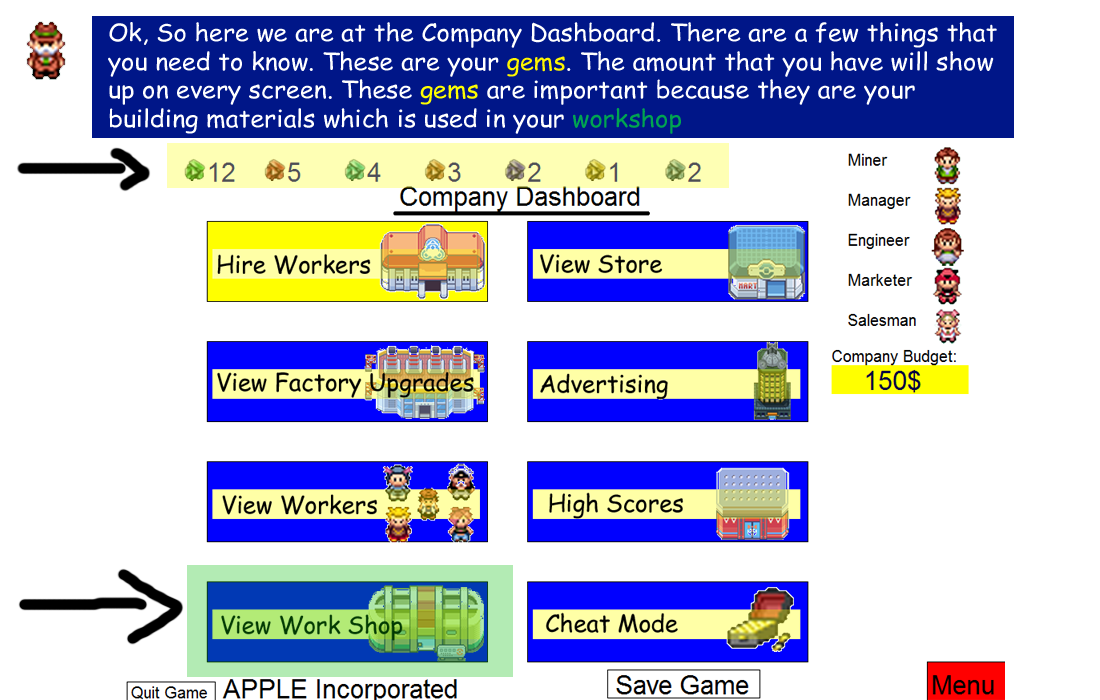 Ok, So here we are at the Company Dashboard. There are a few things that
you need to know. These are your gems. The amount that you have will show
up on every screen. These gems are important because they are your
building materials which is used in your workshop
12 5 4 3 2 1 2
Company Dashboard
Hire Workers
View Store
MART
View Factory Upgrades
Advertising
View Workers
High Scores
View Work Shop
Cheat Mode
Miner
Manager
Engineer
Marketer
Salesman
Company Budget:
150$
Quit Game
APPLE Incorporated
Save Game
Menu